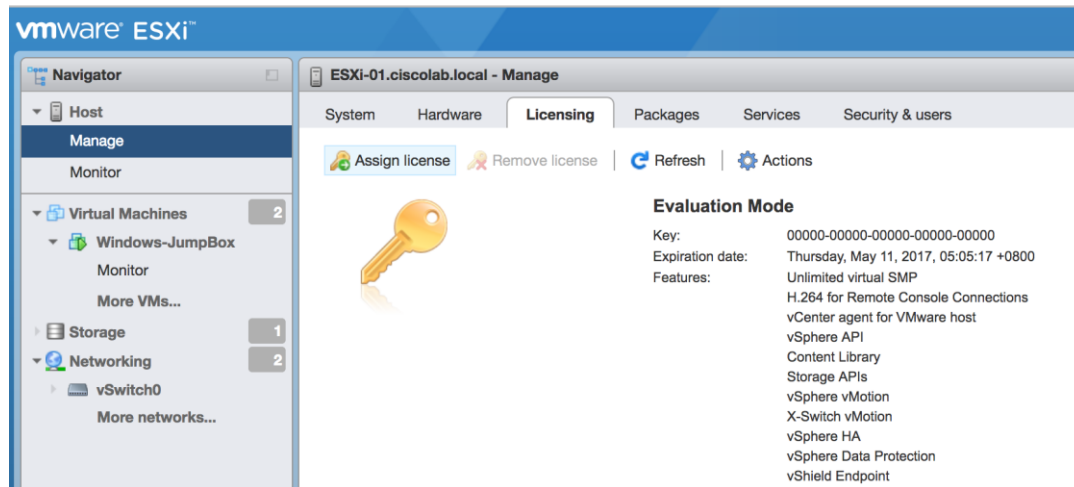 vmware® ESXi™
Navigator
Host
Manage
Monitor
Virtual Machines 2
Windows-JumpBox
Monitor
More VMs...
Storage 1
Networking 2
vSwitch0
More networks...
ESXi-01.ciscolab.local - Manage
System Hardware Licensing Packages Services Security & users
Assign license Remove license Refresh Actions
Evaluation Mode
Key: 00000-00000-00000-00000-00000
Expiration date: Thursday, May 11, 2017, 05:05:17 +0800
Features: Unlimited virtual SMP
H.264 for Remote Console Connections
vCenter agent for VMware host
vSphere API
Content Library
Storage APIs
vSphere vMotion
X-Switch vMotion
vSphere HA
vSphere Data Protection
vShield Endpoint